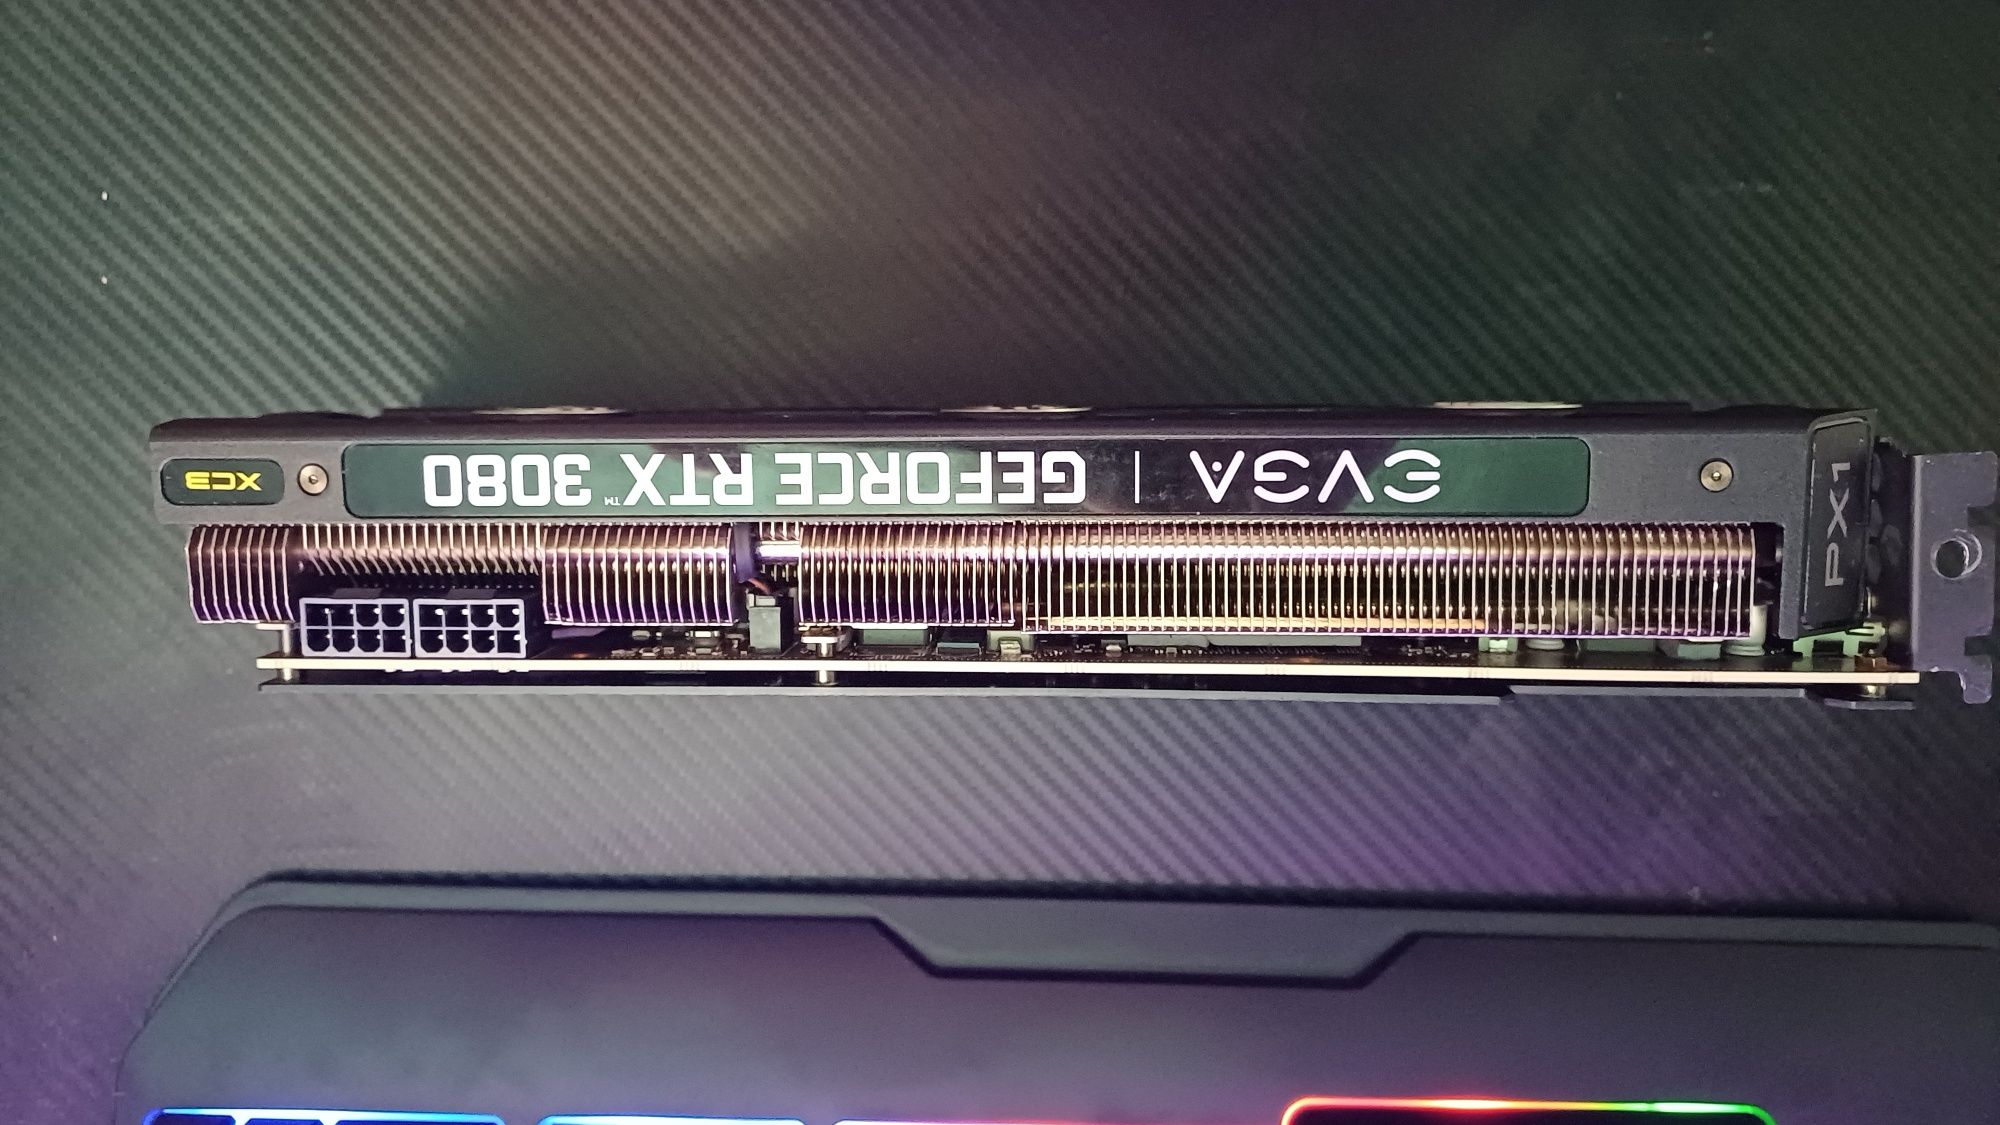 EVGA | GEFORCE RTX™ 3080
XC3
PX1